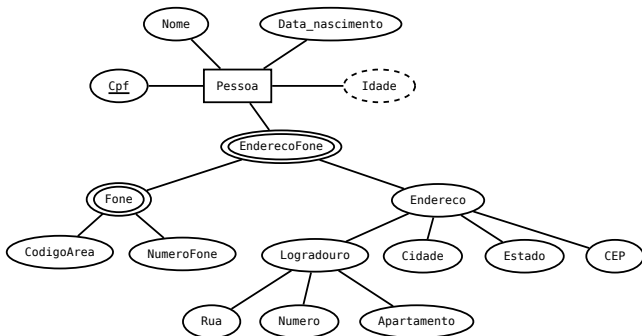 Nome
Data_nascimento
Cpf
Pessoa
Idade
EnderecoFone
Fone
Endereco
CodigoArea
NumeroFone
Logradouro
Cidade
Estado
CEP
Rua
Numero
Apartamento